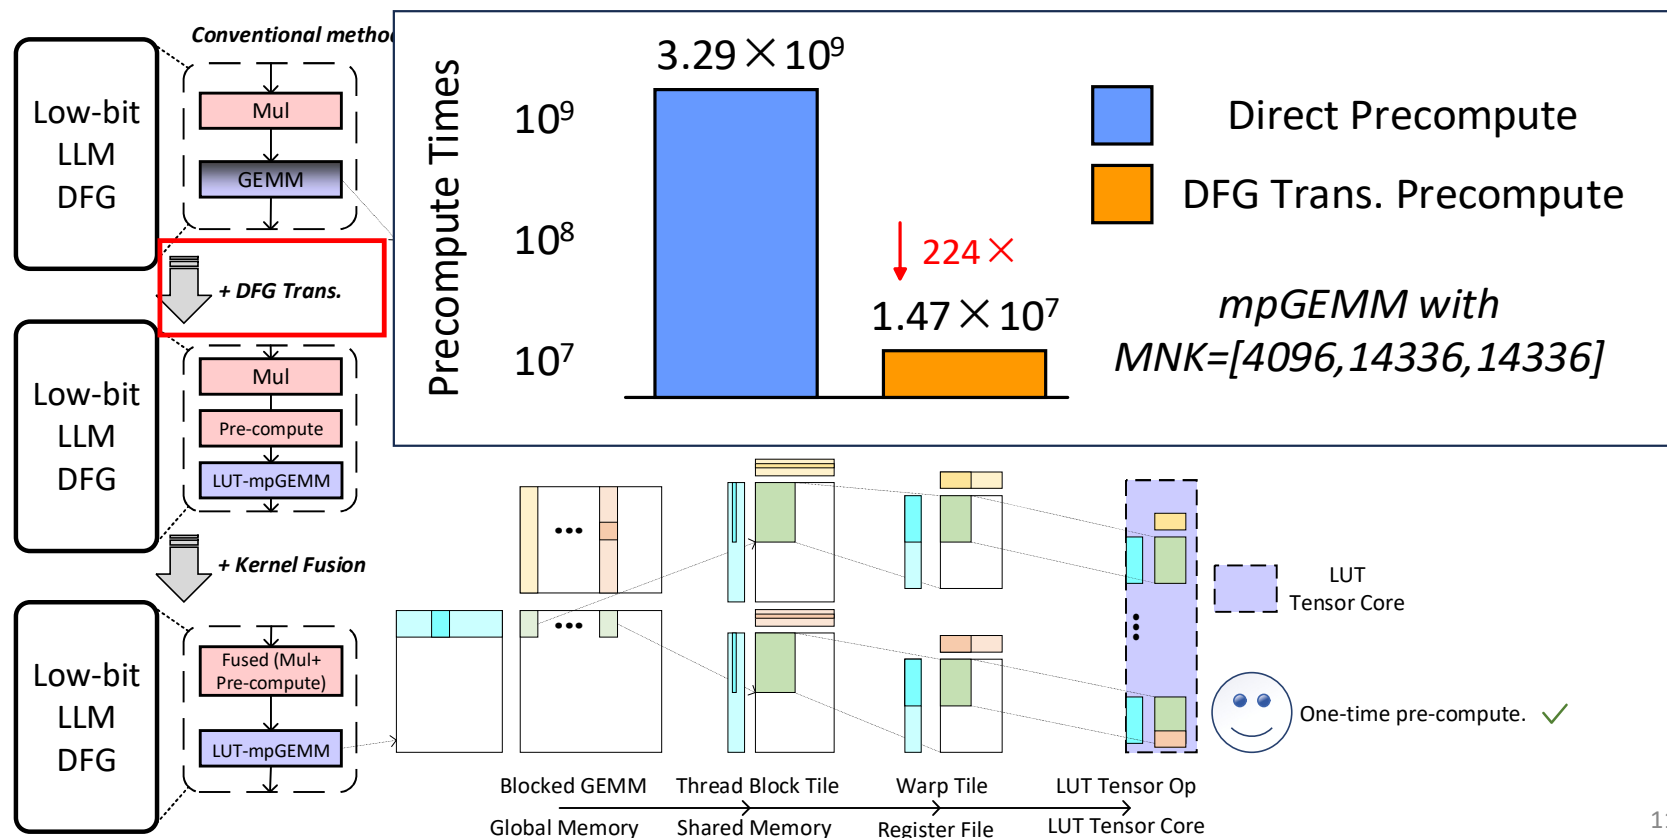 Conventional metho
Low-bit
LLM
DFG
Mul
GEMM
+ DFG Trans.
Precompute Times
10⁹
10⁸
10⁷
3.29×10⁹
224×
1.47×10⁷
Direct Precompute
DFG Trans. Precompute
mpGEMM with
MNK=[4096,14336,14336]
Low-bit
LLM
DFG
Mul
Pre-compute
LUT-mpGEMM
+ Kernel Fusion
Low-bit
LLM
DFG
Fused (Mul+
Pre-compute)
LUT-mpGEMM
LUT
Tensor Core
One-time pre-compute. ✓
Blocked GEMM
Thread Block Tile
Warp Tile
LUT Tensor Op
Global Memory
Shared Memory
Register File
LUT Tensor Core